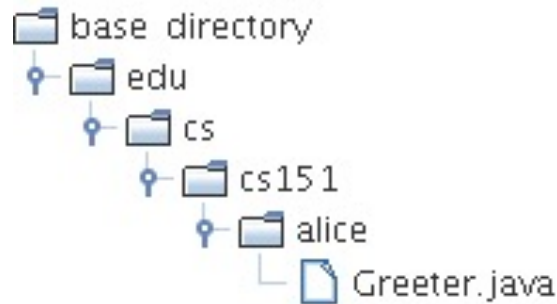 base directory
edu
cs
cs151
alice
Greeter.java